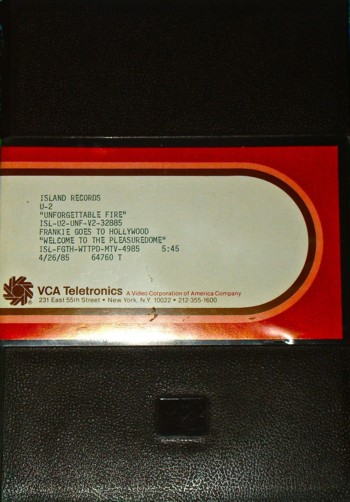 ISLAND RECORDS
U-2
"UNFORGETTABLE FIRE"
ISL-U2-UNF-V2-32885
FRANKIE GOES TO HOLLYWOOD
"WELCOME TO THE PLEASUREDOME"
ISL-FGTH-WTTPD-MTV-4985 5:45
4/26/85 64760 T
VCA Teletronics A Video Corporation of America Company
231 East 55th Street • New York, N.Y. 10022 • 212-355-1600